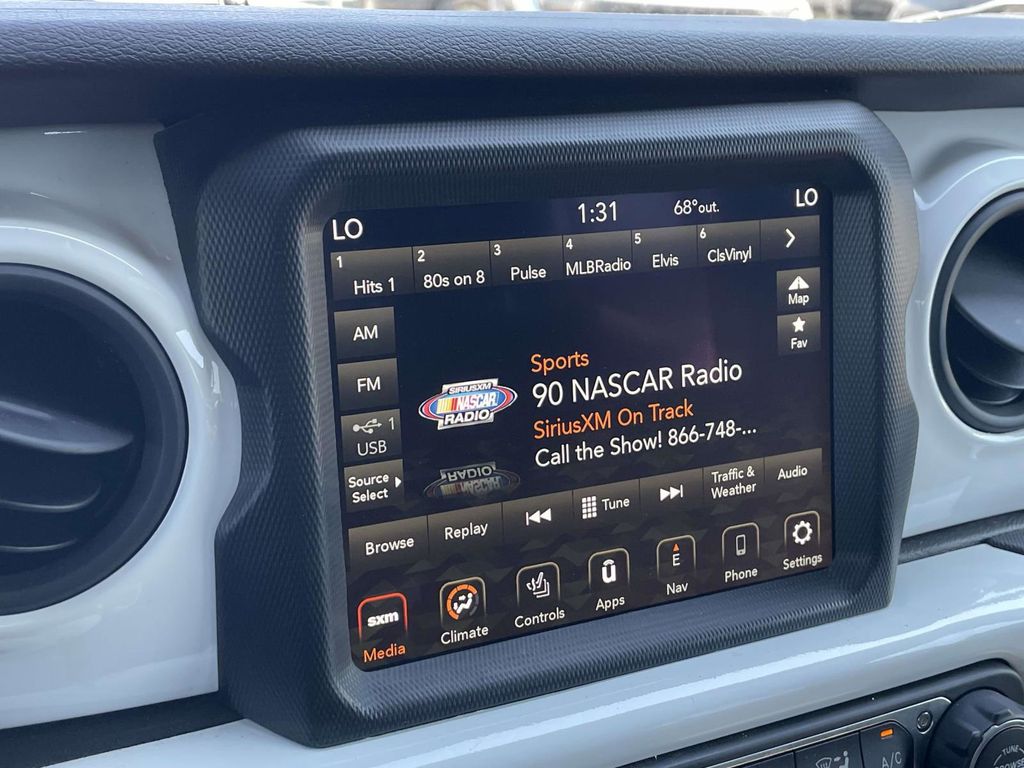 LO 1:31 68°out. LO
1 Hits 1 2 80s on 8 3 Pulse 4 MLBRadio 5 Elvis 6 ClsVinyl
Map
AM
Fav
Sports
FM
90 NASCAR Radio
SIRIUSXM
NASCAR
RADIO
SiriusXM On Track
1
USB
Call the Show! 866-748-...
Source
Select
Browse Replay Tune Traffic &
Weather Audio
sxm
Media
Climate
Controls
Apps
E
Nav
Phone
Settings
A/C
TUNE
BROWSE